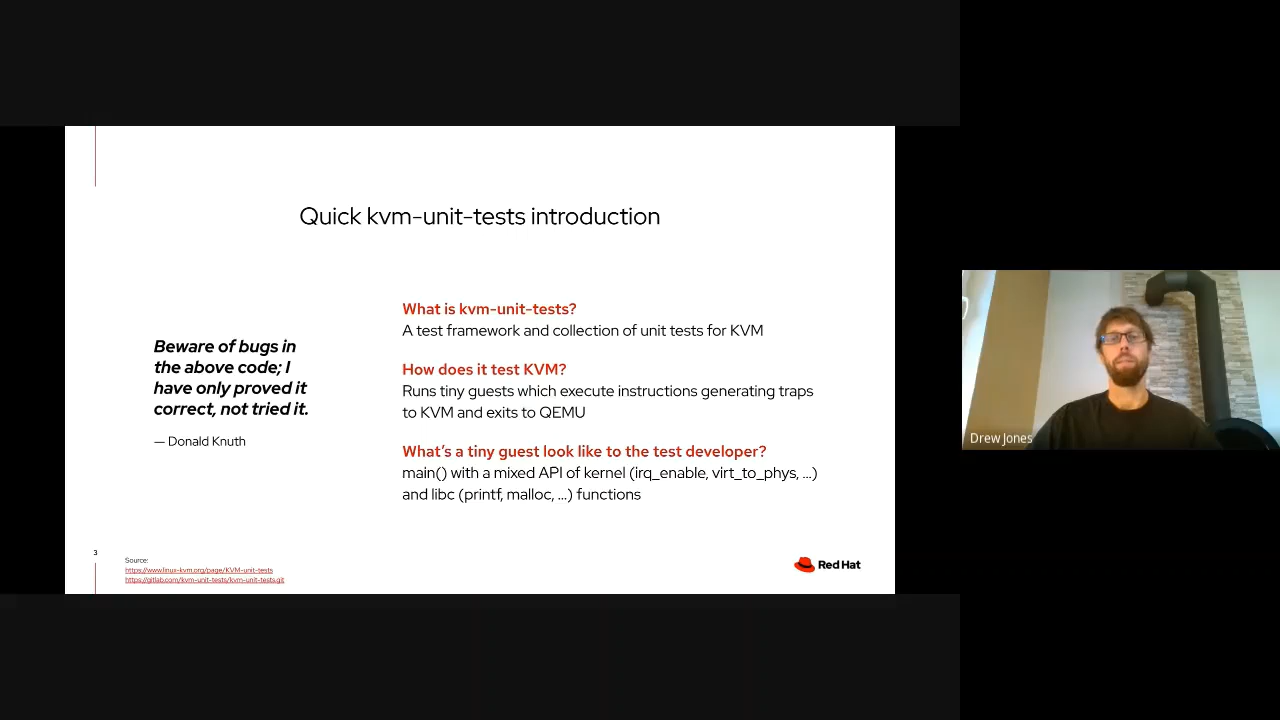 Quick kvm-unit-tests introduction
Beware of bugs in
the above code; I
have only proved it
correct, not tried it.
— Donald Knuth
What is kvm-unit-tests?
A test framework and collection of unit tests for KVM
How does it test KVM?
Runs tiny guests which execute instructions generating traps
to KVM and exits to QEMU
What's a tiny guest look like to the test developer?
main() with a mixed API of kernel (irq_enable, virt_to_phys, ...)
and libc (printf, malloc, ...) functions
3
Source:
https://www.linux-kvm.org/page/KVM-unit-tests
https://gitlab.com/kvm-unit-tests/kvm-unit-tests.git
Red Hat
Drew Jones